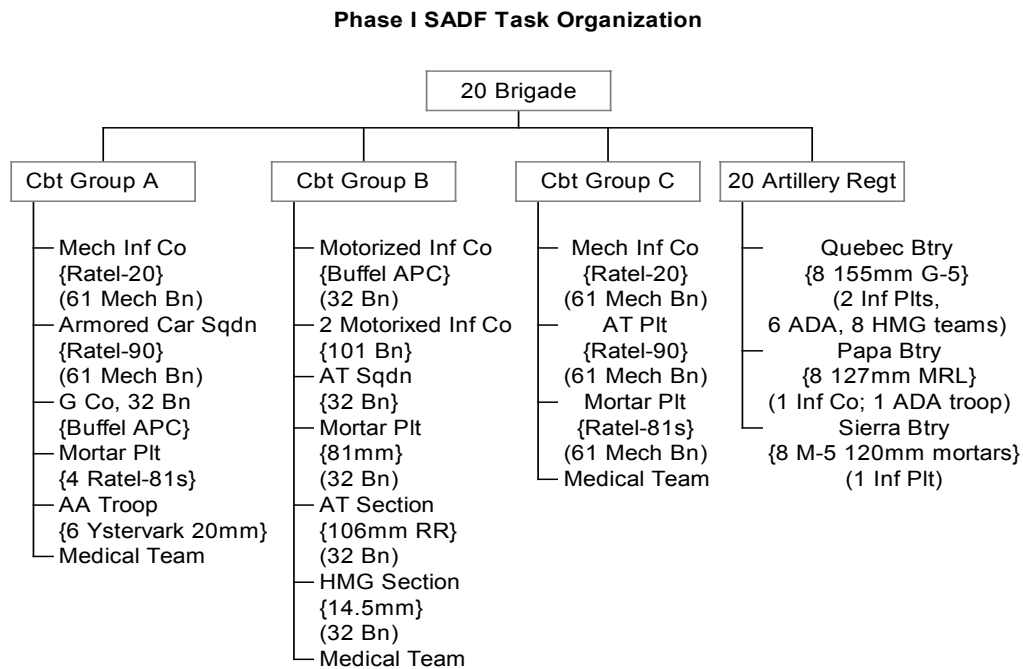 Phase I SADF Task Organization
20 Brigade
Cbt Group A
Mech Inf Co
{Ratel-20}
(61 Mech Bn)
Armored Car Sqdn
{Ratel-90}
(61 Mech Bn)
G Co, 32 Bn
{Buffel APC}
Mortar Plt
{4 Ratel-81s}
AA Troop
{6 Ystervark 20mm}
Medical Team
Cbt Group B
Motorized Inf Co
{Buffel APC}
(32 Bn)
2 Motorixed Inf Co
{101 Bn}
AT Sqdn
{32 Bn}
Mortar Plt
{81mm}
(32 Bn)
AT Section
{106mm RR}
(32 Bn)
HMG Section
{14.5mm}
(32 Bn)
Medical Team
Cbt Group C
Mech Inf Co
{Ratel-20}
(61 Mech Bn)
AT Plt
{Ratel-90}
(61 Mech Bn)
Mortar Plt
{Ratel-81s}
(61 Mech Bn)
Medical Team
20 Artillery Regt
Quebec Btry
{8 155mm G-5}
(2 Inf Plts,
6 ADA, 8 HMG teams)
Papa Btry
{8 127mm MRL}
(1 Inf Co; 1 ADA troop)
Sierra Btry
{8 M-5 120mm mortars}
(1 Inf Plt)